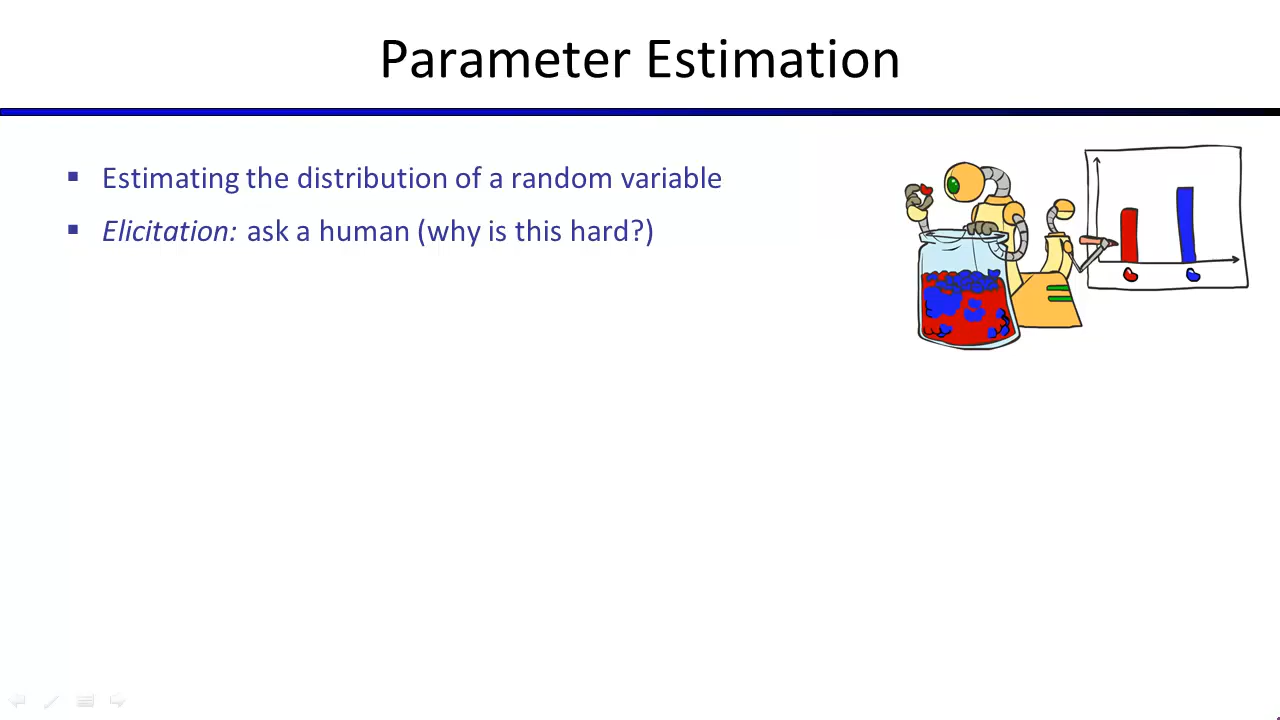 Parameter Estimation
▪ Estimating the distribution of a random variable
▪ Elicitation: ask a human (why is this hard?)